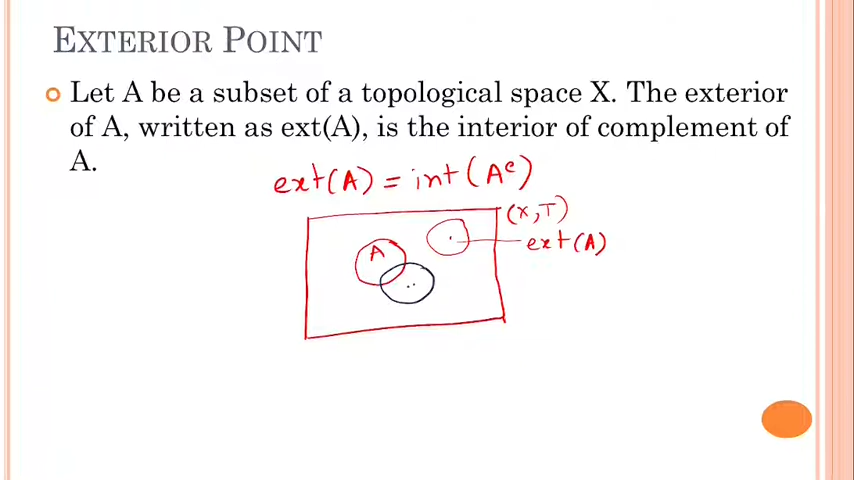 EXTERIOR POINT
Let A be a subset of a topological space X. The exterior
of A, written as ext(A), is the interior of complement of
A.
ext(A) = int(Aᶜ)
(X,T)
A
ext(A)